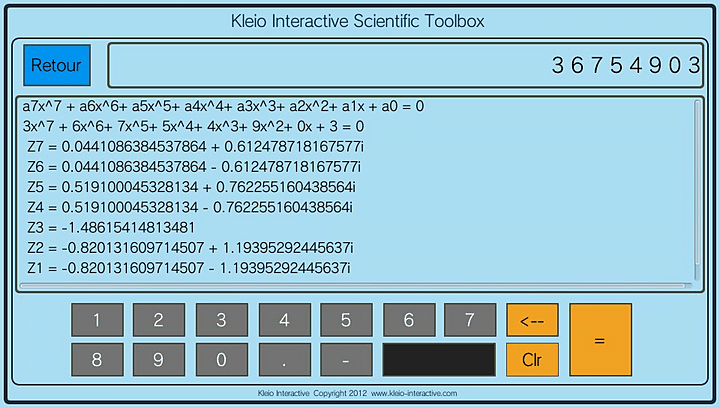 Kleio Interactive Scientific Toolbox
Retour
3 6 7 5 4 9 0 3
a7x^7 + a6x^6+ a5x^5+ a4x^4+ a3x^3+ a2x^2+ a1x + a0 = 0
3x^7 + 6x^6+ 7x^5+ 5x^4+ 4x^3+ 9x^2+ 0x + 3 = 0
Z7 = 0.0441086384537864 + 0.612478718167577i
Z6 = 0.0441086384537864 - 0.612478718167577i
Z5 = 0.519100045328134 + 0.762255160438564i
Z4 = 0.519100045328134 - 0.762255160438564i
Z3 = -1.48615414813481
Z2 = -0.820131609714507 + 1.19395292445637i
Z1 = -0.820131609714507 - 1.19395292445637i
1 2 3 4 5 6 7 <--
8 9 0 . - Clr =
Kleio Interactive Copyright 2012 www.kleio-interactive.com